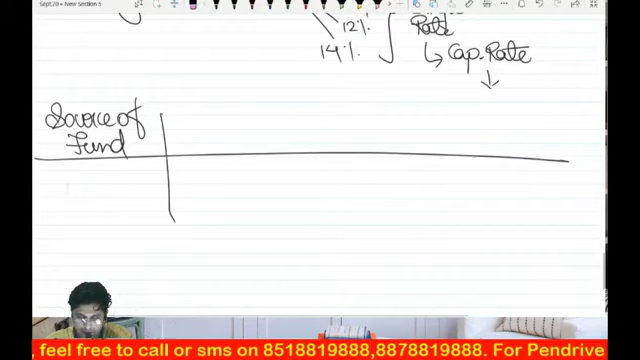 Sept.20 - New Section 5
12%
14%
Rate
Cap. Rate
Source of
Fund
, feel free to call or sms on 8518819888,8878819888. For Pendrive